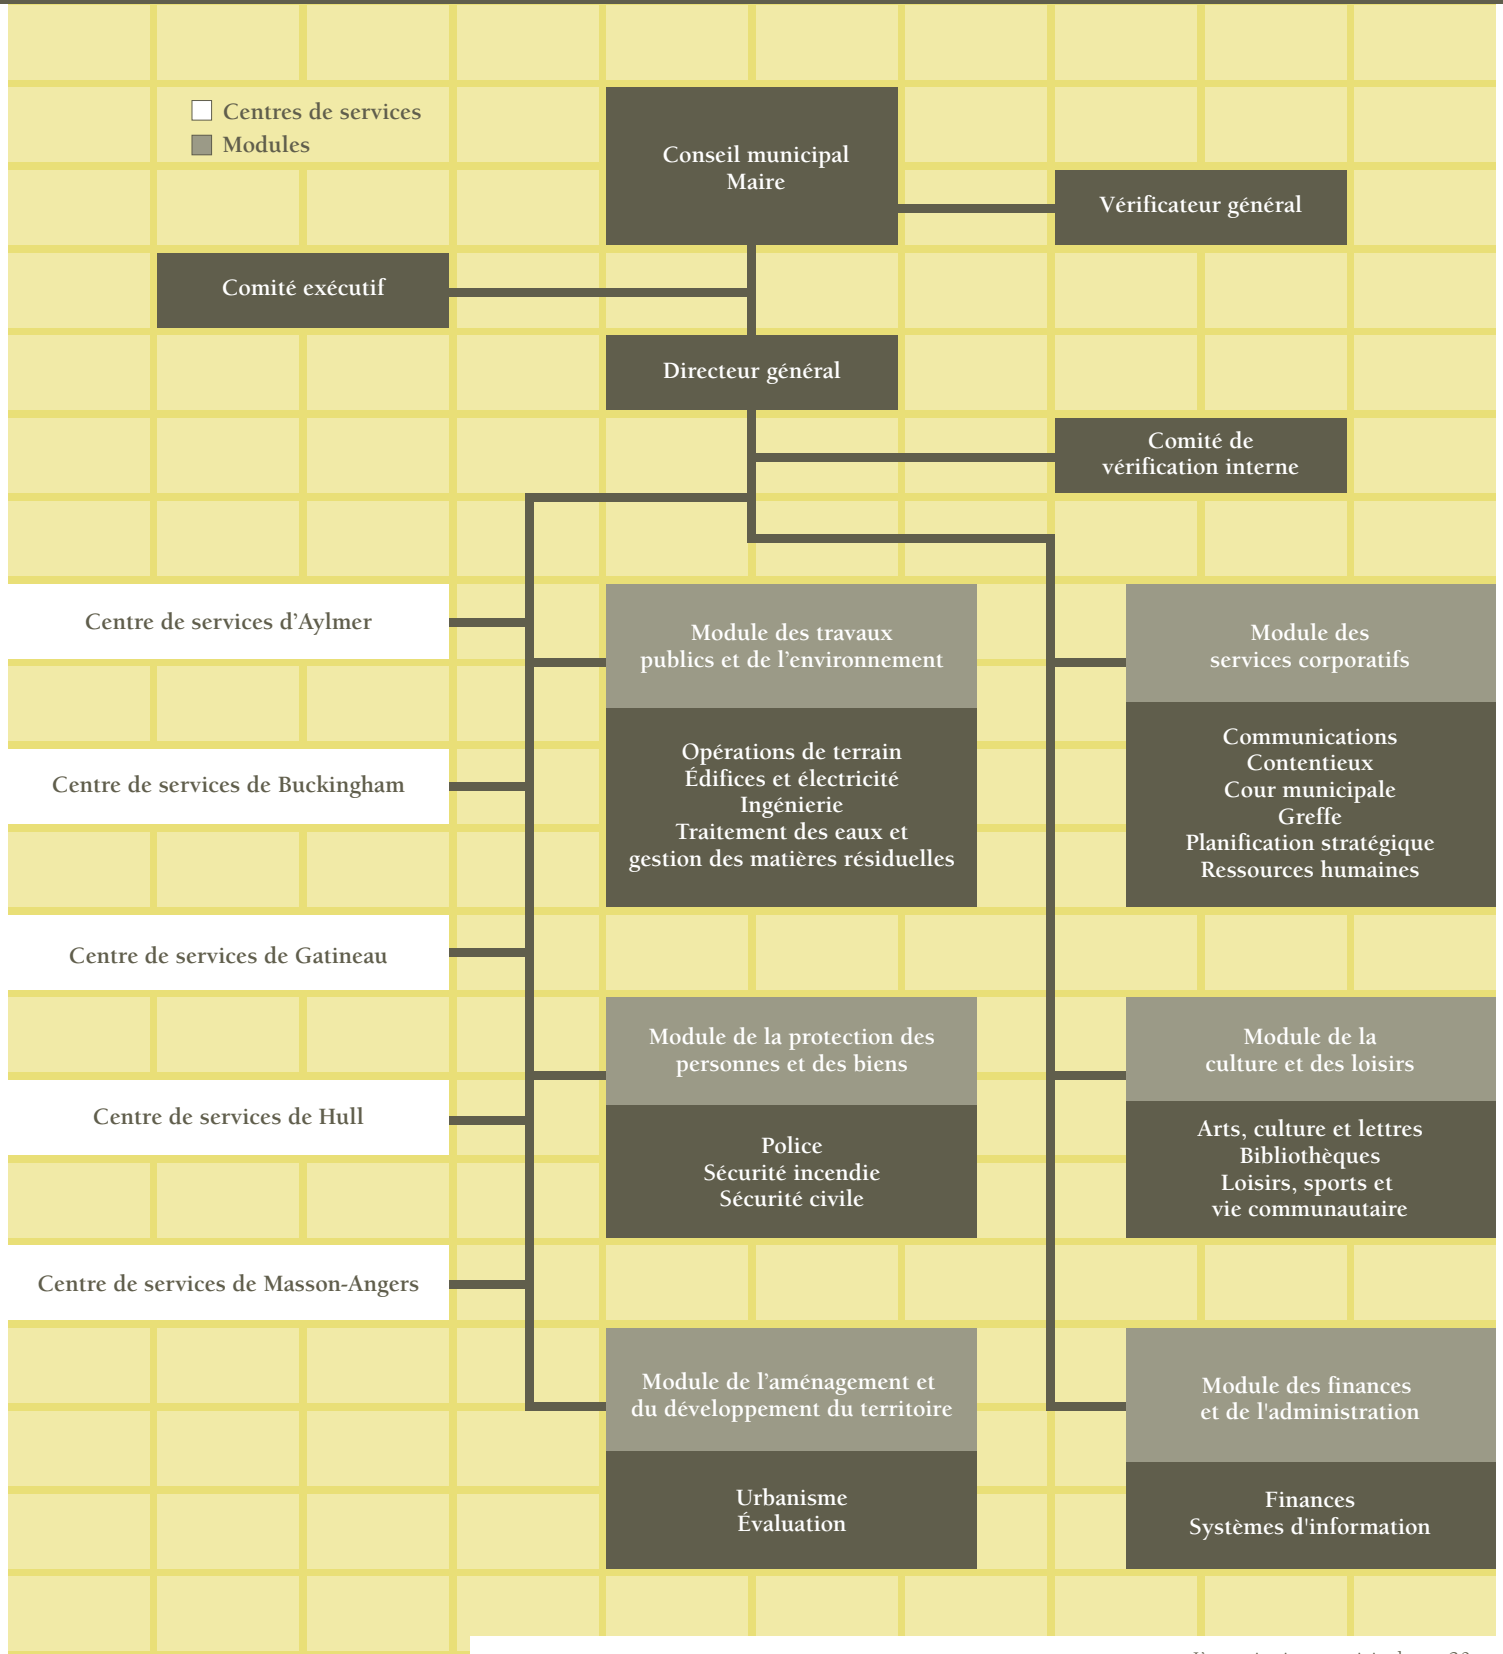 Centres de services
Modules
Conseil municipal
Maire
Vérificateur général
Comité exécutif
Directeur général
Comité de
vérification interne
Centre de services d’Aylmer
Module des travaux
publics et de l’environnement
Module des
services corporatifs
Opérations de terrain
Édifices et électricité
Ingénierie
Traitement des eaux et
gestion des matières résiduelles
Communications
Contentieux
Cour municipale
Greffe
Planification stratégique
Ressources humaines
Centre de services de Buckingham
Centre de services de Gatineau
Module de la protection des
personnes et des biens
Module de la
culture et des loisirs
Centre de services de Hull
Police
Sécurité incendie
Sécurité civile
Arts, culture et lettres
Bibliothèques
Loisirs, sports et
vie communautaire
Centre de services de Masson-Angers
Module de l’aménagement et
du développement du territoire
Module des finances
et de l'administration
Urbanisme
Évaluation
Finances
Systèmes d'information